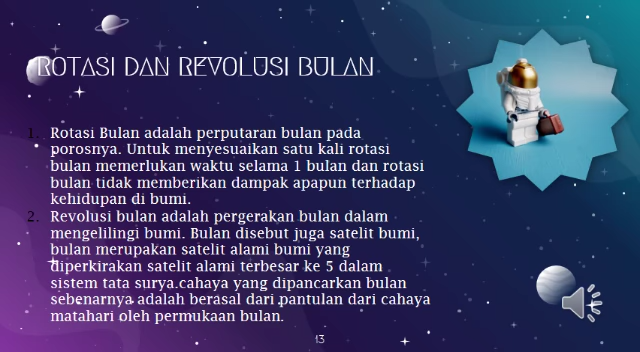 ROTASI DAN REVOLUSI BULAN
1. Rotasi Bulan adalah perputaran bulan pada
porosnya. Untuk menyesuaikan satu kali rotasi
bulan memerlukan waktu selama 1 bulan dan rotasi
bulan tidak memberikan dampak apapun terhadap
kehidupan di bumi.
2. Revolusi bulan adalah pergerakan bulan dalam
mengelilingi bumi. Bulan disebut juga satelit bumi,
bulan merupakan satelit alami bumi yang
diperkirakan satelit alami terbesar ke 5 dalam
sistem tata surya.cahaya yang dipancarkan bulan
sebenarnya adalah berasal dari pantulan dari cahaya
matahari oleh permukaan bulan.
13